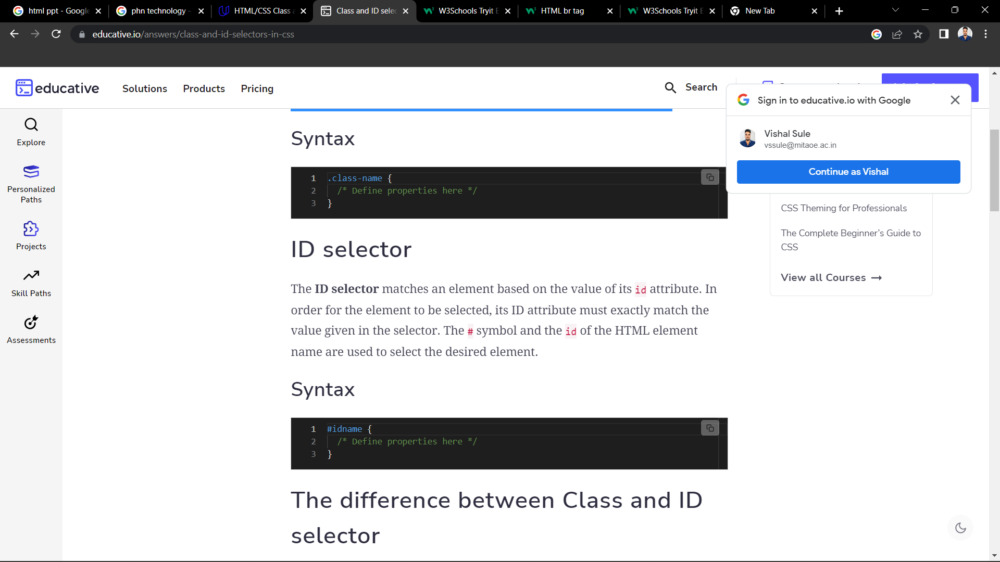 html ppt - Google
phn technology -
HTML/CSS Class a
Class and ID selec
W3Schools Tryit E
HTML br tag
W3Schools Tryit E
New Tab
educative.io/answers/class-and-id-selectors-in-css
educative
Solutions
Products
Pricing
Search
Sign in to educative.io with Google
Vishal Sule
vssule@mitaoe.ac.in
Continue as Vishal
Explore
Personalized
Paths
Projects
Skill Paths
Assessments
Syntax
1 .class-name {
2 /* Define properties here */
3 }
ID selector
The ID selector matches an element based on the value of its id attribute. In
order for the element to be selected, its ID attribute must exactly match the
value given in the selector. The # symbol and the id of the HTML element
name are used to select the desired element.
Syntax
1 #idname {
2 /* Define properties here */
3 }
The difference between Class and ID
selector
CSS Theming for Professionals
The Complete Beginner’s Guide to
CSS
View all Courses →